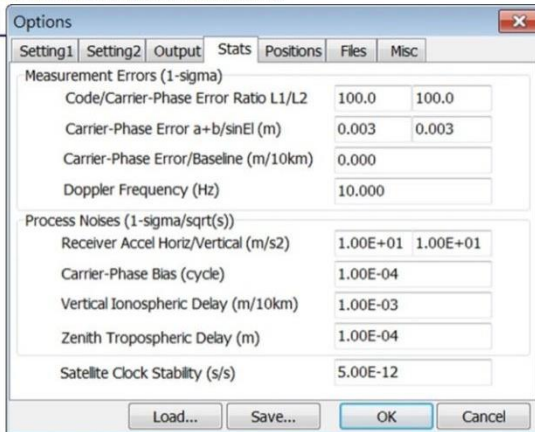 Options
Setting1 Setting2 Output Stats Positions Files Misc
Measurement Errors (1-sigma)
Code/Carrier-Phase Error Ratio L1/L2 100.0 100.0
Carrier-Phase Error a+b/sinEl (m) 0.003 0.003
Carrier-Phase Error/Baseline (m/10km) 0.000
Doppler Frequency (Hz) 10.000
Process Noises (1-sigma/sqrt(s))
Receiver Accel Horiz/Vertical (m/s2) 1.00E+01 1.00E+01
Carrier-Phase Bias (cycle) 1.00E-04
Vertical Ionospheric Delay (m/10km) 1.00E-03
Zenith Tropospheric Delay (m) 1.00E-04
Satellite Clock Stability (s/s) 5.00E-12
Load... Save... OK Cancel